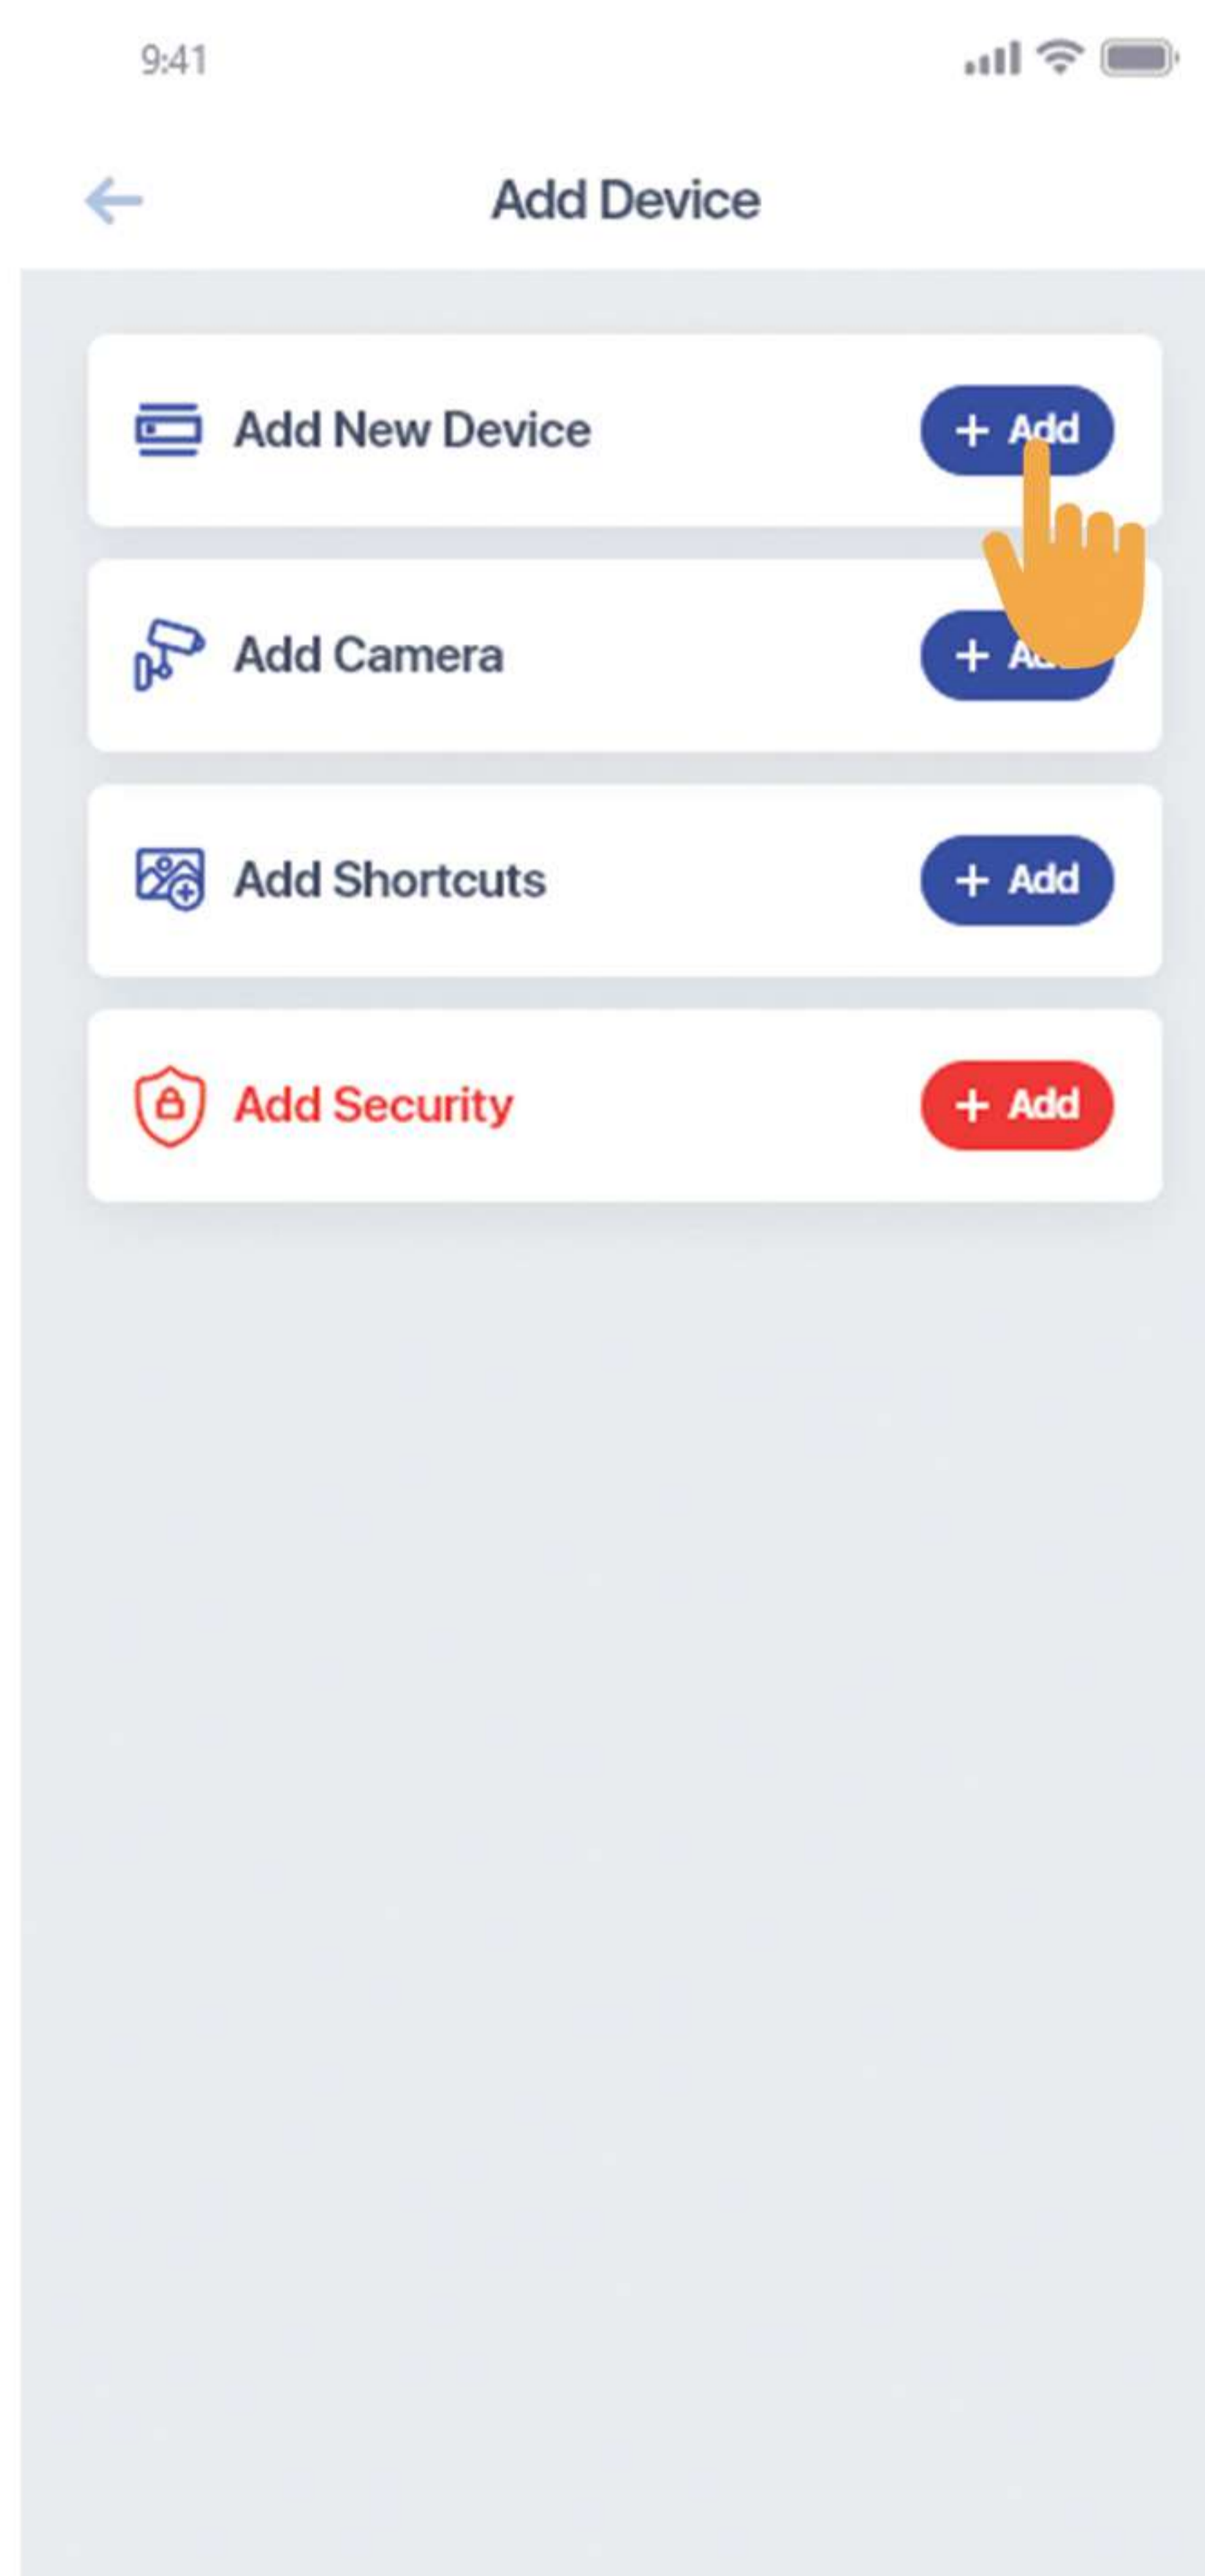 9:41
Add Device
Add New Device
+ Add
Add Camera
+
Add Shortcuts
+ Add
Add Security
+ Add